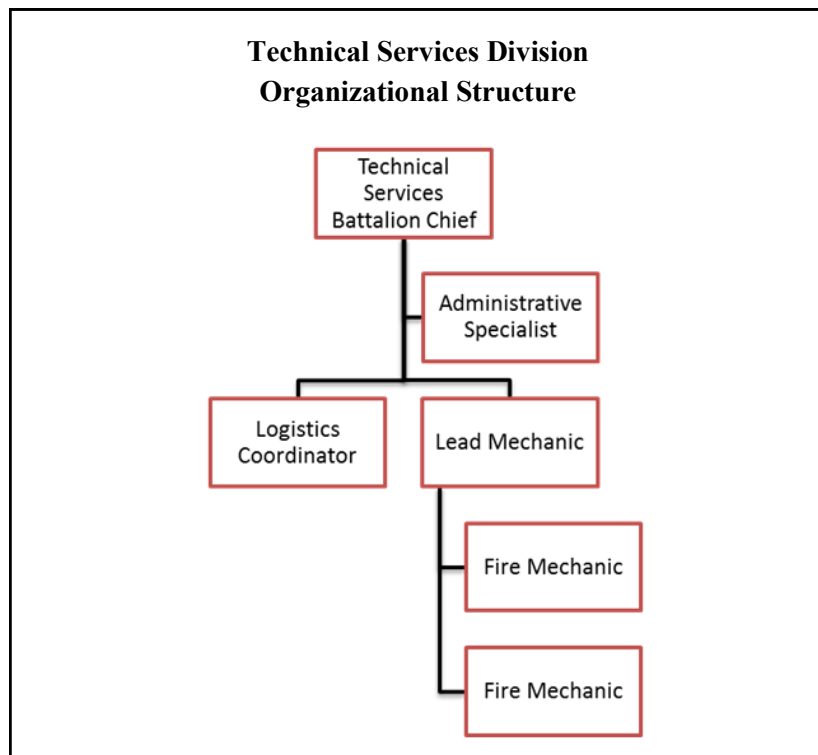 Technical Services Division
Organizational Structure
Technical
Services
Battalion Chief
Administrative
Specialist
Logistics
Coordinator
Lead Mechanic
Fire Mechanic
Fire Mechanic